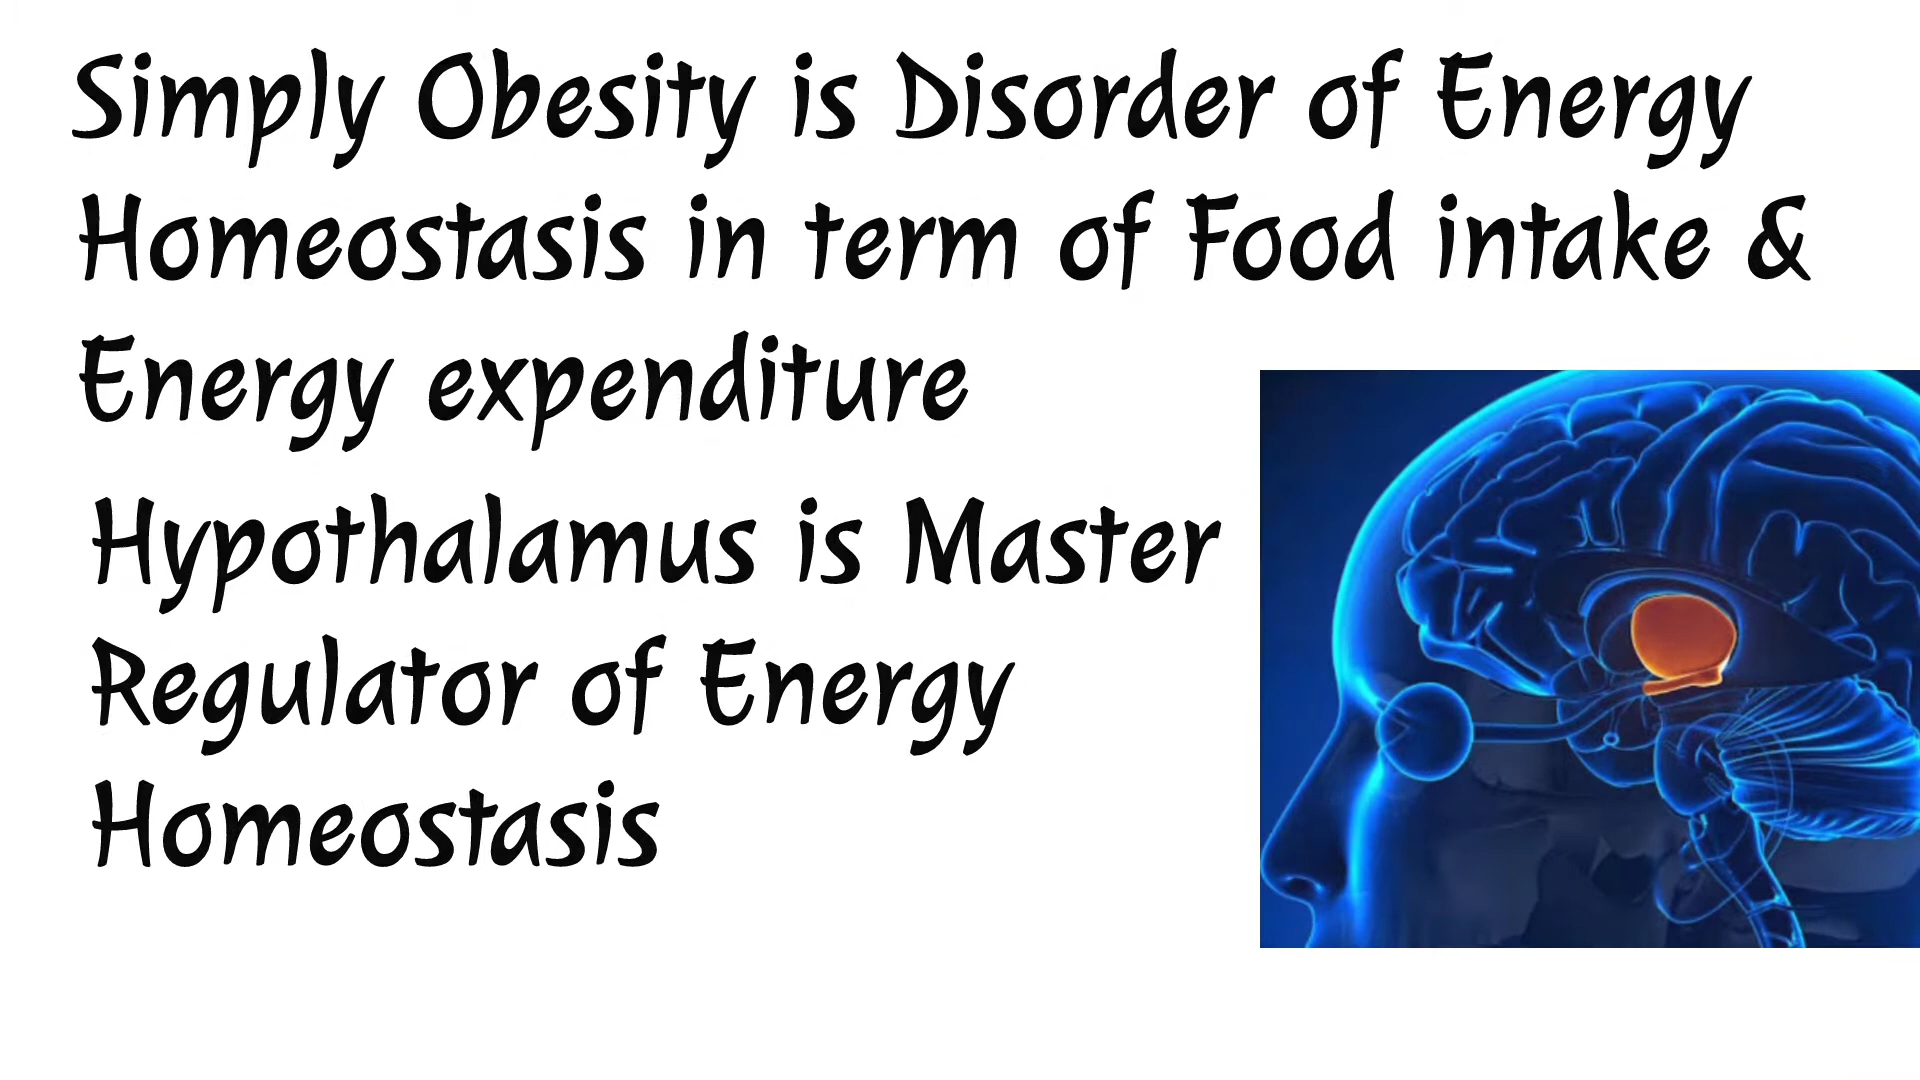 Simply Obesity is Disorder of Energy
Homeostasis in term of Food intake &
Energy expenditure
Hypothalamus is Master
Regulator of Energy
Homeostasis